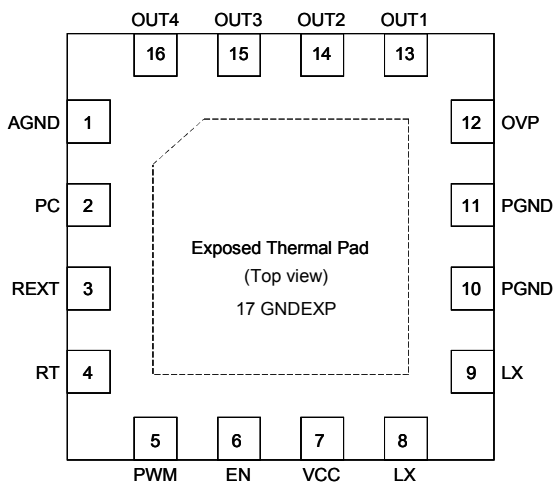 OUT4 OUT3 OUT2 OUT1
16 15 14 13
AGND 1 12 OVP
PC 2 11 PGND
Exposed Thermal Pad
(Top view)
REXT 3 10 PGND
17 GNDEXP
RT 4 9 LX
5 6 7 8
PWM EN VCC LX